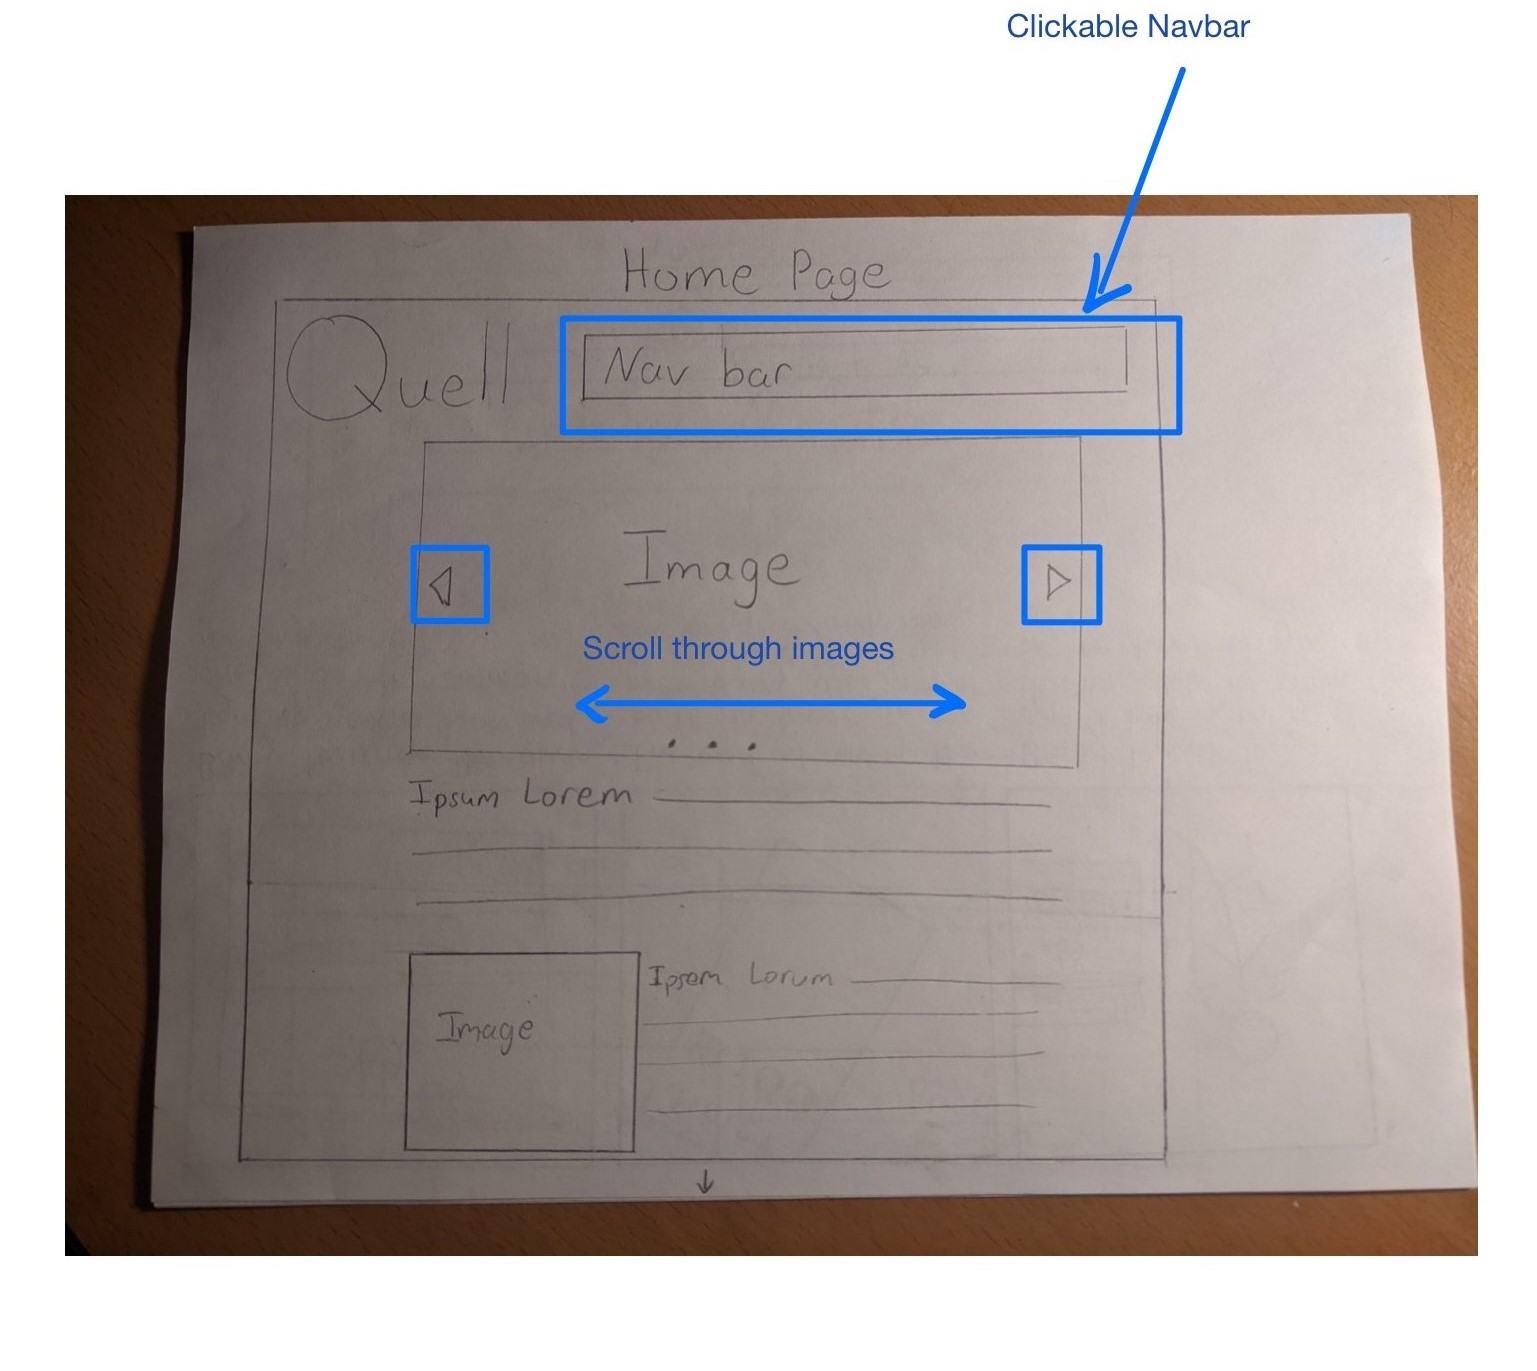 Clickable Navbar
Home Page
Quell
Nav bar
Image
Scroll through images
Ipsum Lorem
Ipsem Lorum
Image